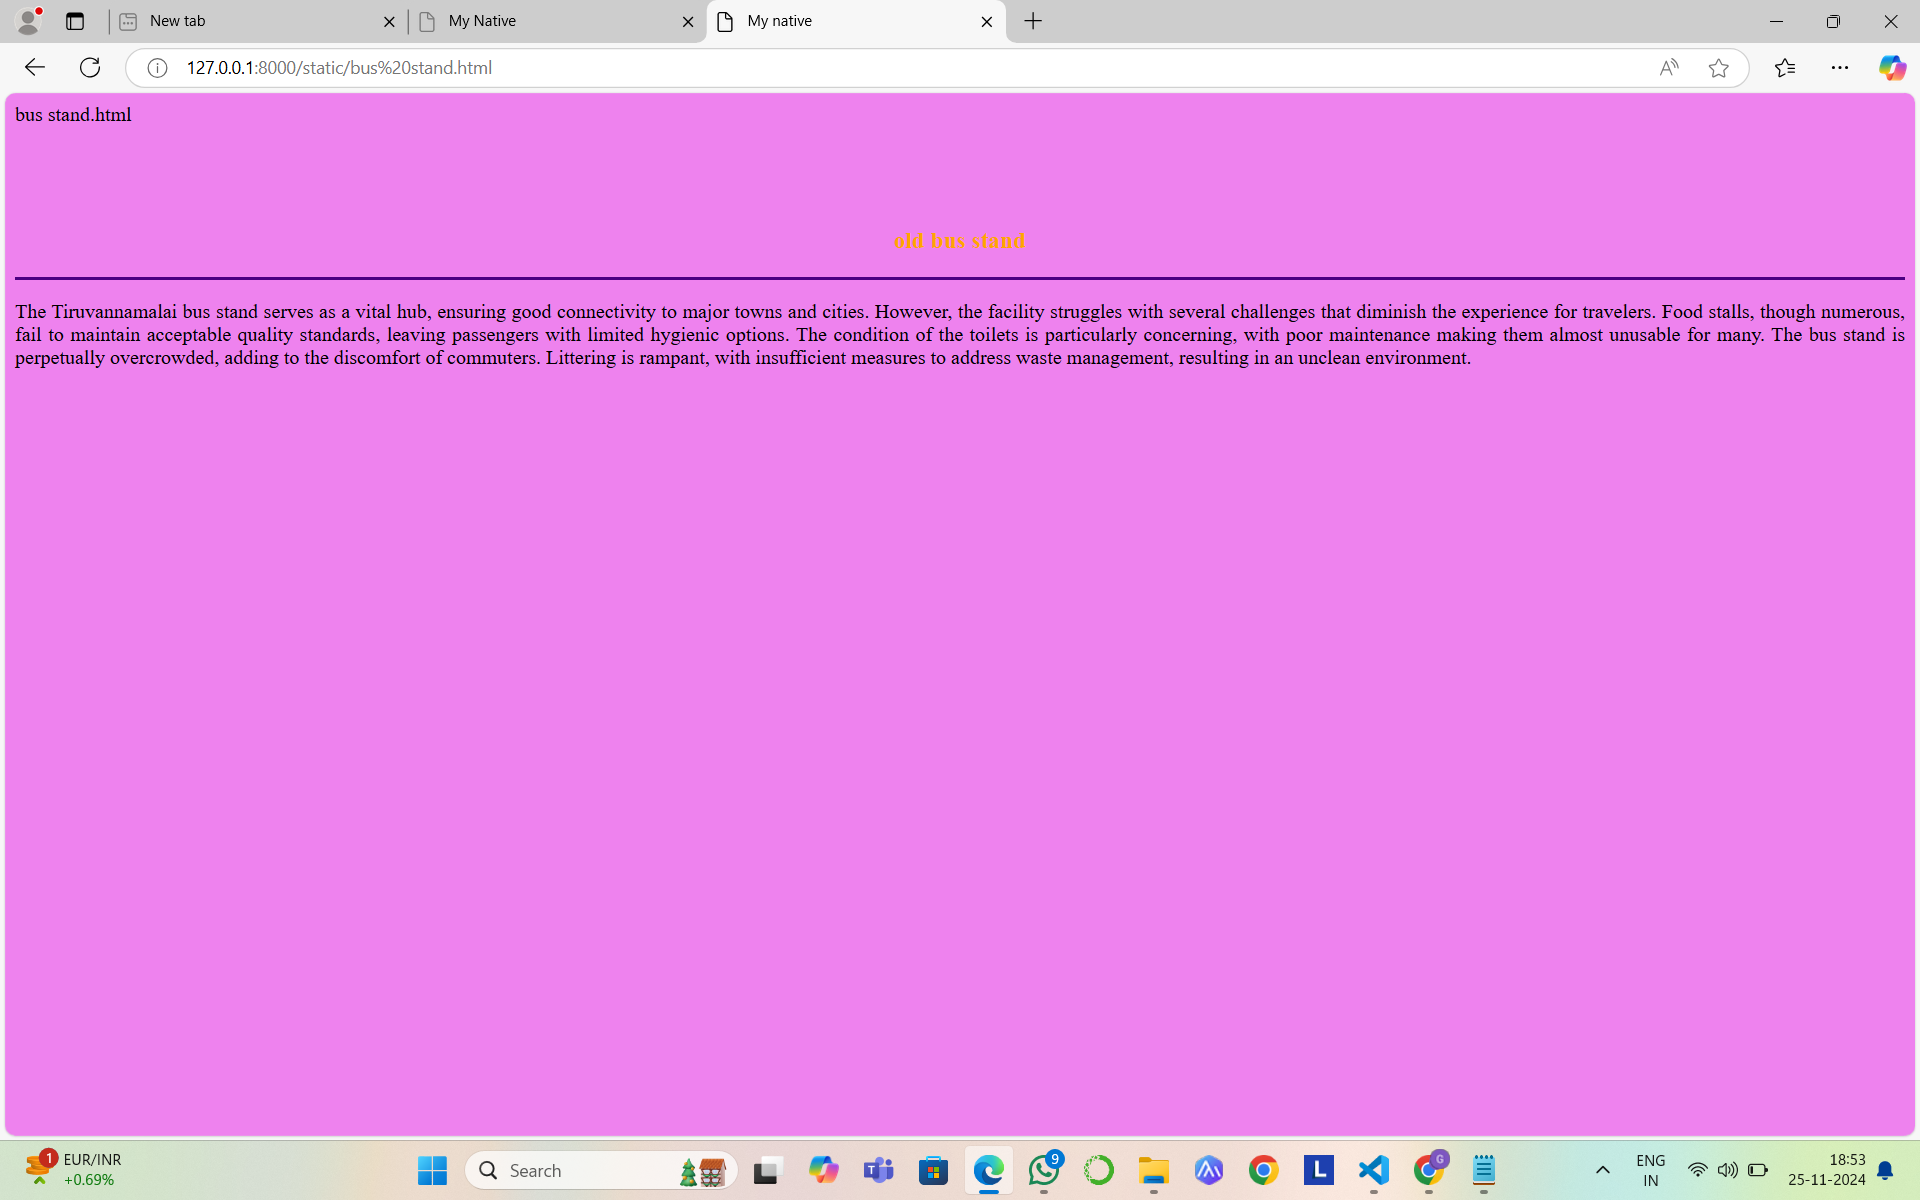 New tab
My Native
My native
127.0.0.1:8000/static/bus%20stand.html
bus stand.html
old bus stand
The Tiruvannamalai bus stand serves as a vital hub, ensuring good connectivity to major towns and cities. However, the facility struggles with several challenges that diminish the experience for travelers. Food stalls, though numerous,
fail to maintain acceptable quality standards, leaving passengers with limited hygienic options. The condition of the toilets is particularly concerning, with poor maintenance making them almost unusable for many. The bus stand is
perpetually overcrowded, adding to the discomfort of commuters. Littering is rampant, with insufficient measures to address waste management, resulting in an unclean environment.
1
EUR/INR
+0.69%
Search
9
L
G
ENG
IN
18:53
25-11-2024